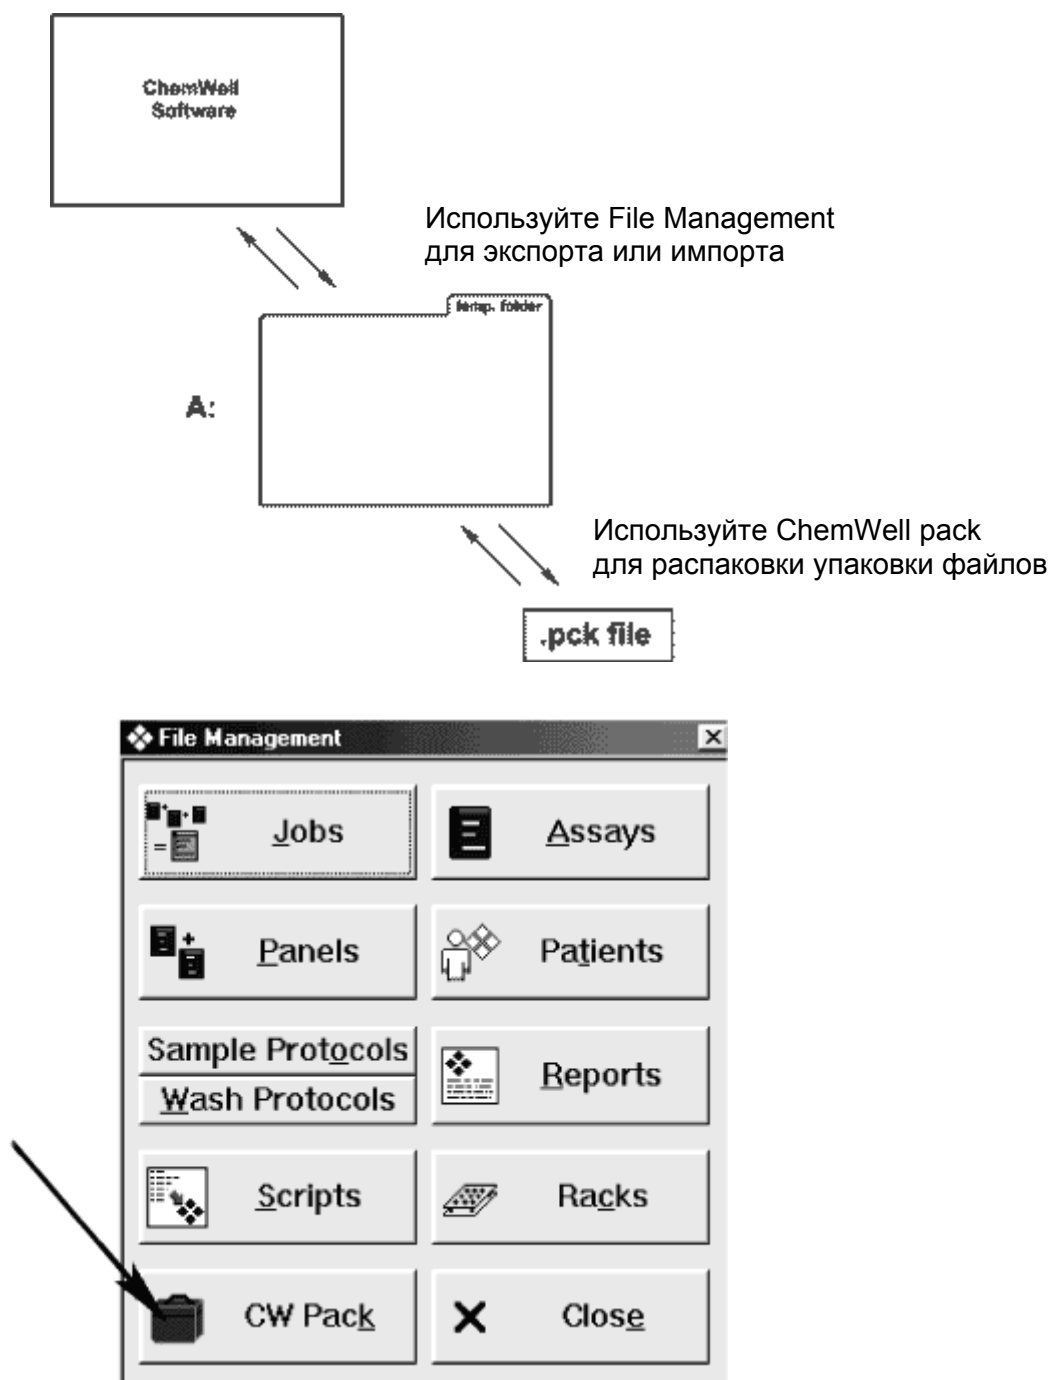 ChemWell
Software
Используйте File Management
для экспорта или импорта
temp. folder
A:
Используйте ChemWell pack
для распаковки упаковки файлов
.pck file
File Management
Jobs
Assays
Panels
Patients
Sample Protocols
Wash Protocols
Reports
Scripts
Racks
CW Pack
Close